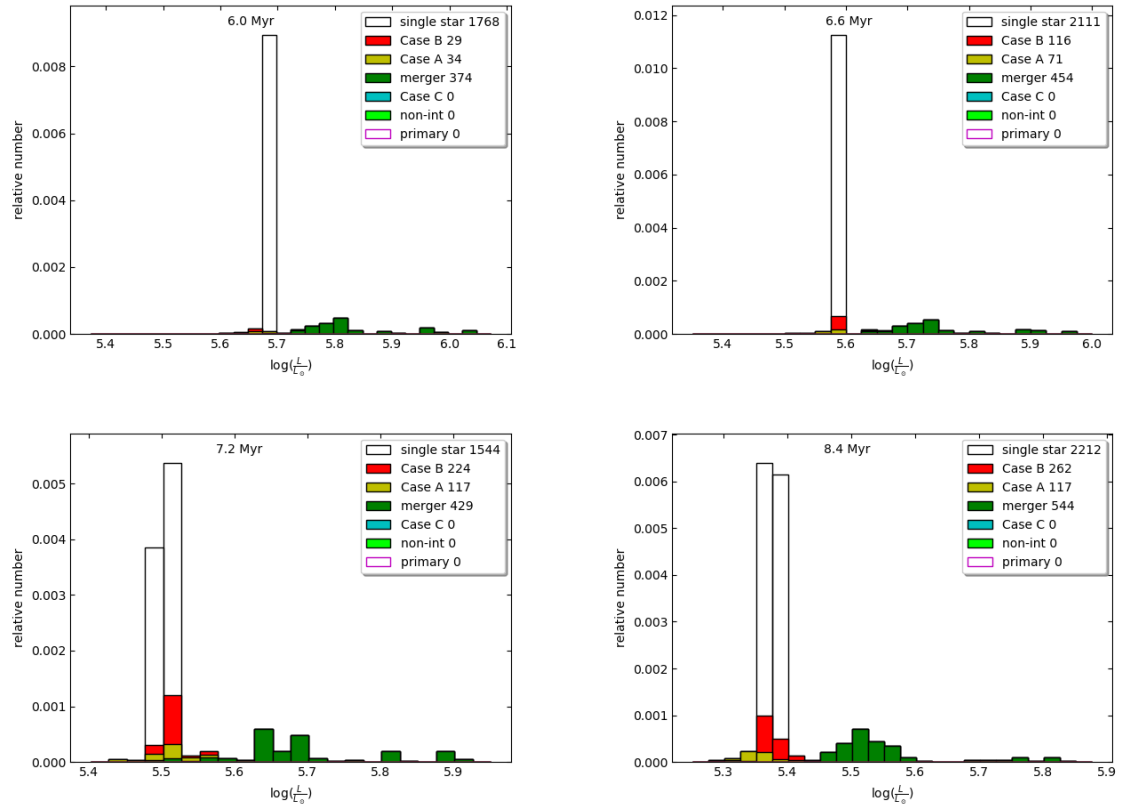 6.0 Myr
single star 1768
Case B 29
Case A 34
merger 374
Case C 0
non-int 0
primary 0
relative number
0.008
0.006
0.004
0.002
0.000
5.4 5.5 5.6 5.7 5.8 5.9 6.0 6.1
log(L/L⊙)
6.6 Myr
single star 2111
Case B 116
Case A 71
merger 454
Case C 0
non-int 0
primary 0
relative number
0.012
0.010
0.008
0.006
0.004
0.002
0.000
5.4 5.5 5.6 5.7 5.8 5.9 6.0
log(L/L⊙)
7.2 Myr
single star 1544
Case B 224
Case A 117
merger 429
Case C 0
non-int 0
primary 0
relative number
0.005
0.004
0.003
0.002
0.001
0.000
5.4 5.5 5.6 5.7 5.8 5.9
log(L/L⊙)
8.4 Myr
single star 2212
Case B 262
Case A 117
merger 544
Case C 0
non-int 0
primary 0
relative number
0.007
0.006
0.005
0.004
0.003
0.002
0.001
0.000
5.3 5.4 5.5 5.6 5.7 5.8 5.9
log(L/L⊙)